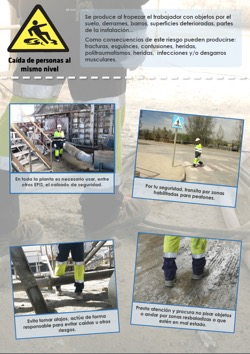 Se produce al tropezar el trabajador con objetos por el
suelo, derrames, barros, superficies deterioradas, partes
de la instalación...
Como consecuencias de este riesgo pueden producirse:
fracturas, esguinces, contusiones, heridas,
politraumatismos, heridas, infecciones y/o desgarros
musculares.
Caída de personas al
mismo nivel
En toda la planta es necesario usar, entre
otros EPIS, el calzado de seguridad.
Por tu seguridad, transita por zonas
habilitadas para peatones.
Evita tomar atajos, actúa de forma
responsable para evitar caídas u otros
riesgos.
Presta atención y procura no pisar objetos
o andar por zonas resbaladizas o que
estén en mal estado.